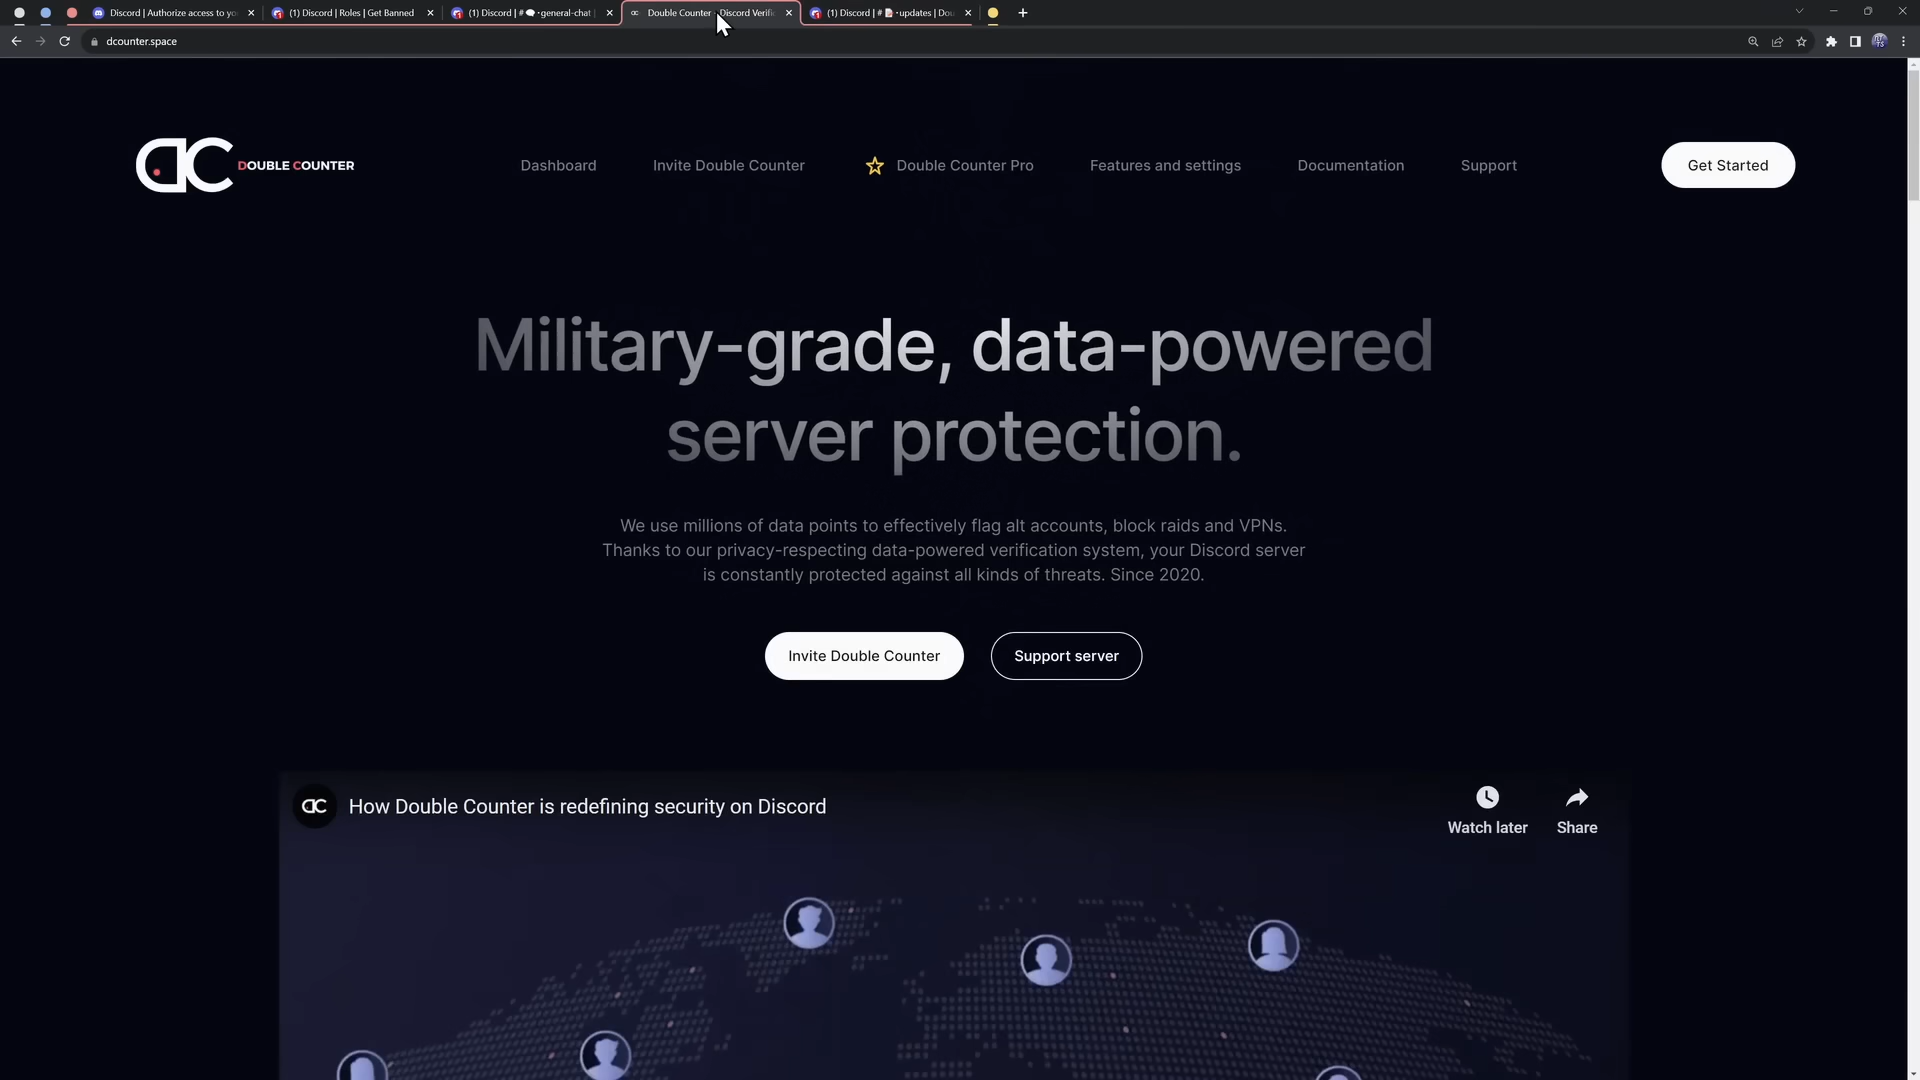 Discord | Authorize access to yo
(1) Discord | Roles | Get Banned
(1) Discord | #💬・general-chat |
Double Counter - Discord Verifi
(1) Discord | #📝・updates | Dou
dcounter.space
DOUBLE COUNTER
Dashboard
Invite Double Counter
Double Counter Pro
Features and settings
Documentation
Support
Get Started
Military-grade, data-powered
server protection.
We use millions of data points to effectively flag alt accounts, block raids and VPNs.
Thanks to our privacy-respecting data-powered verification system, your Discord server
is constantly protected against all kinds of threats. Since 2020.
Invite Double Counter
Support server
How Double Counter is redefining security on Discord
Watch later
Share